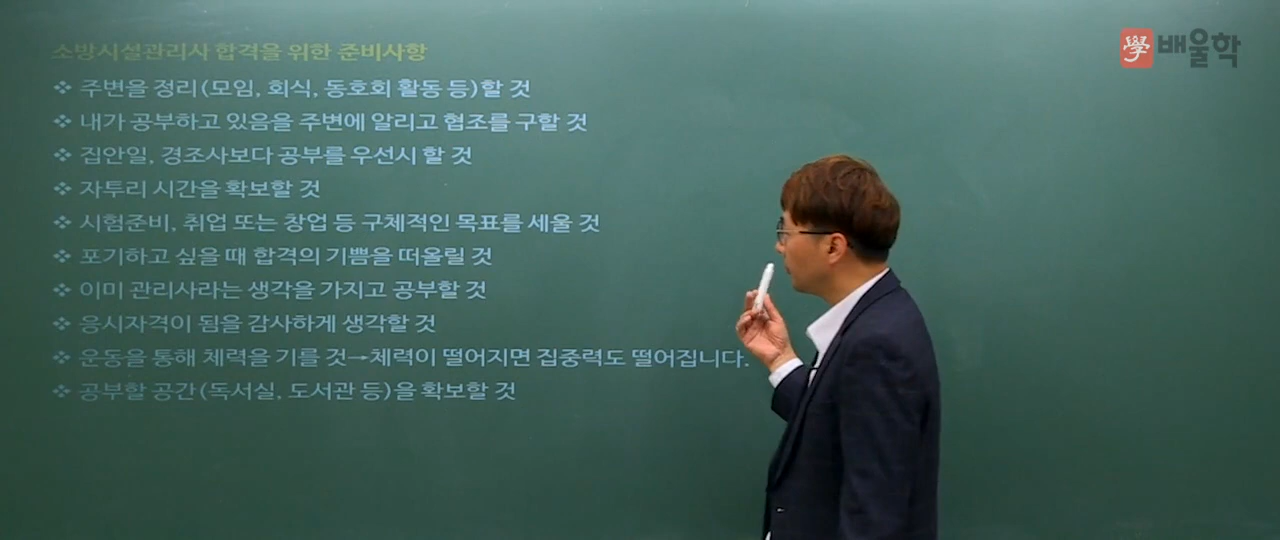 소방시설관리사 합격을 위한 준비사항
學 배울학
❖ 주변을 정리(모임, 회식, 동호회 활동 등)할 것
❖ 내가 공부하고 있음을 주변에 알리고 협조를 구할 것
❖ 집안일, 경조사보다 공부를 우선시 할 것
❖ 자투리 시간을 확보할 것
❖ 시험준비, 취업 또는 창업 등 구체적인 목표를 세울 것
❖ 포기하고 싶을 때 합격의 기쁨을 떠올릴 것
❖ 이미 관리사라는 생각을 가지고 공부할 것
❖ 응시자격이 됨을 감사하게 생각할 것
❖ 운동을 통해 체력을 기를 것→체력이 떨어지면 집중력도 떨어집니다.
❖ 공부할 공간(독서실, 도서관 등)을 확보할 것